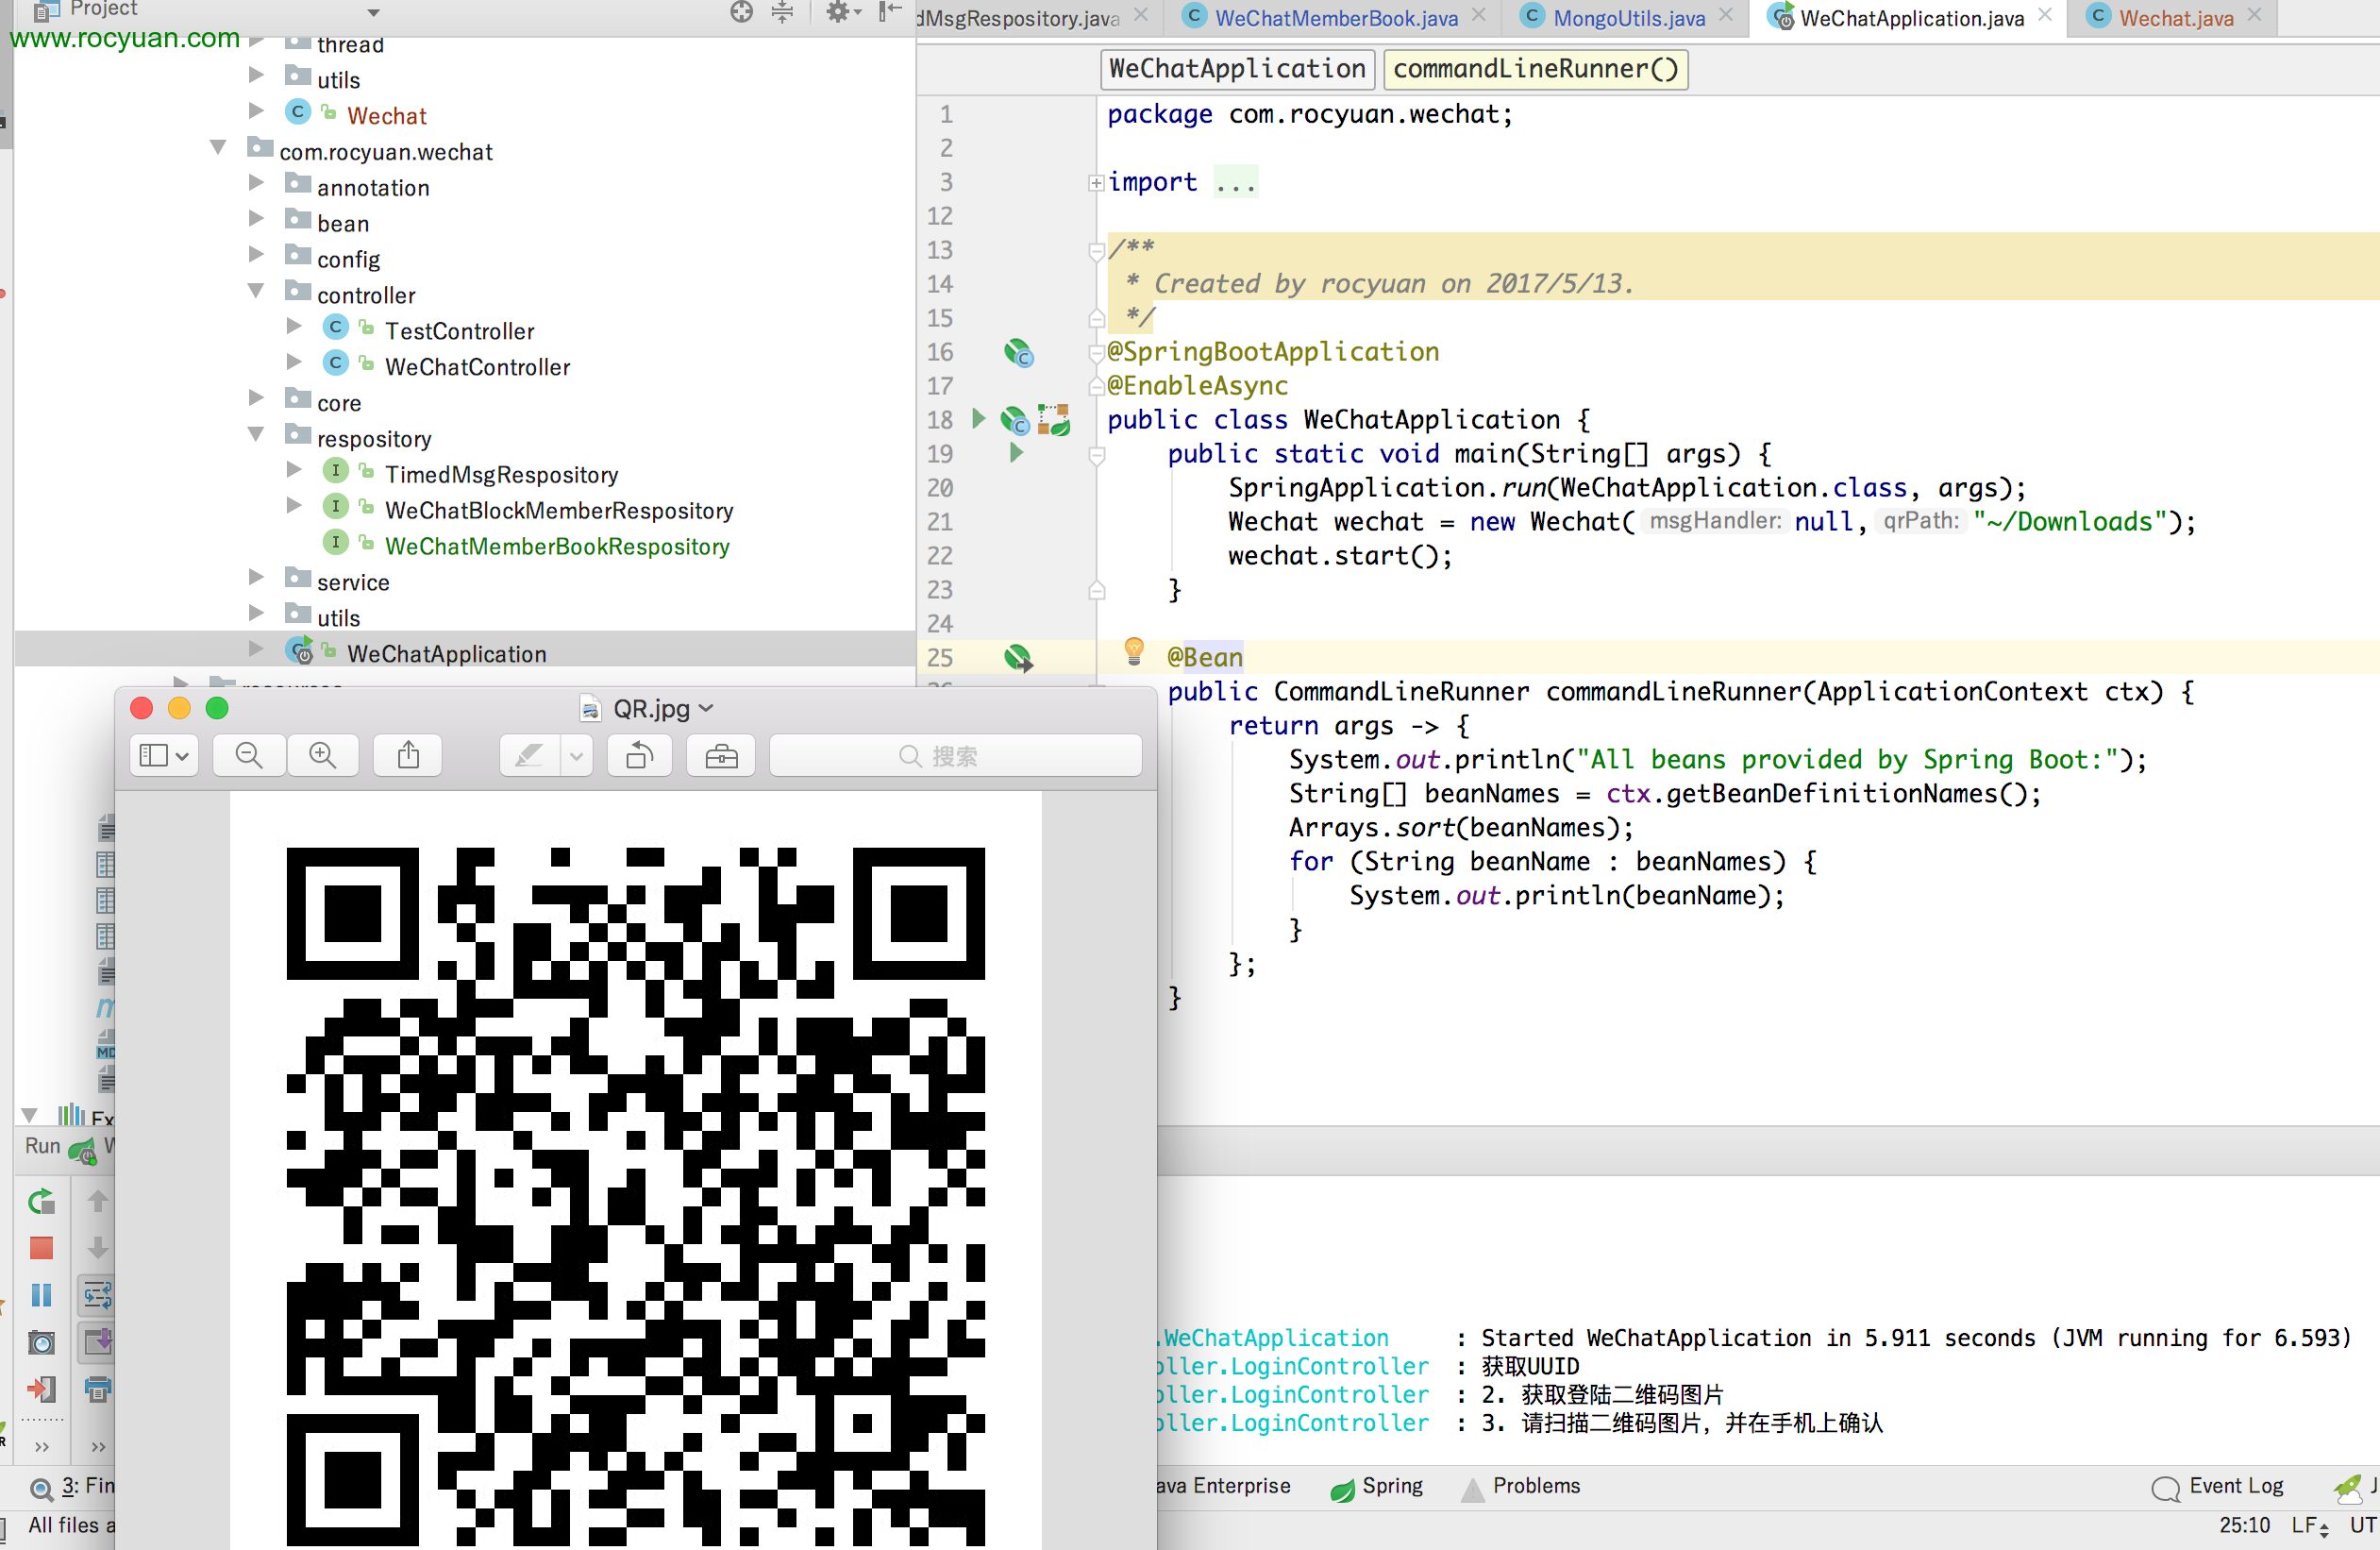 Project
www.rocyuan.com
thread
utils
Wechat
com.rocyuan.wechat
annotation
bean
config
controller
TestController
WeChatController
core
respository
TimedMsgRespository
WeChatBlockMemberRespository
WeChatMemberBookRespository
service
utils
WeChatApplication
dMsgRespository.java
WeChatMemberBook.java
MongoUtils.java
WeChatApplication.java
Wechat.java
WeChatApplication commandLineRunner()
1 package com.rocyuan.wechat;
2
3 import ...
12
13 /**
14 * Created by rocyuan on 2017/5/13.
15 */
16 @SpringBootApplication
17 @EnableAsync
18 public class WeChatApplication {
19 public static void main(String[] args) {
20 SpringApplication.run(WeChatApplication.class, args);
21 Wechat wechat = new Wechat( msgHandler: null, qrPath: "~/Downloads");
22 wechat.start();
23 }
24
25 @Bean
public CommandLineRunner commandLineRunner(ApplicationContext ctx) {
return args -> {
System.out.println("All beans provided by Spring Boot:");
String[] beanNames = ctx.getBeanDefinitionNames();
Arrays.sort(beanNames);
for (String beanName : beanNames) {
System.out.println(beanName);
}
};
}
QR.jpg
搜索
MD
Ex
Run
.WeChatApplication : Started WeChatApplication in 5.911 seconds (JVM running for 6.593)
oller.LoginController : 获取UUID
oller.LoginController : 2. 获取登陆二维码图片
oller.LoginController : 3. 请扫描二维码图片，并在手机上确认
3: Fin
ava Enterprise
Spring
Problems
Event Log
All files a
25:10 LF UT